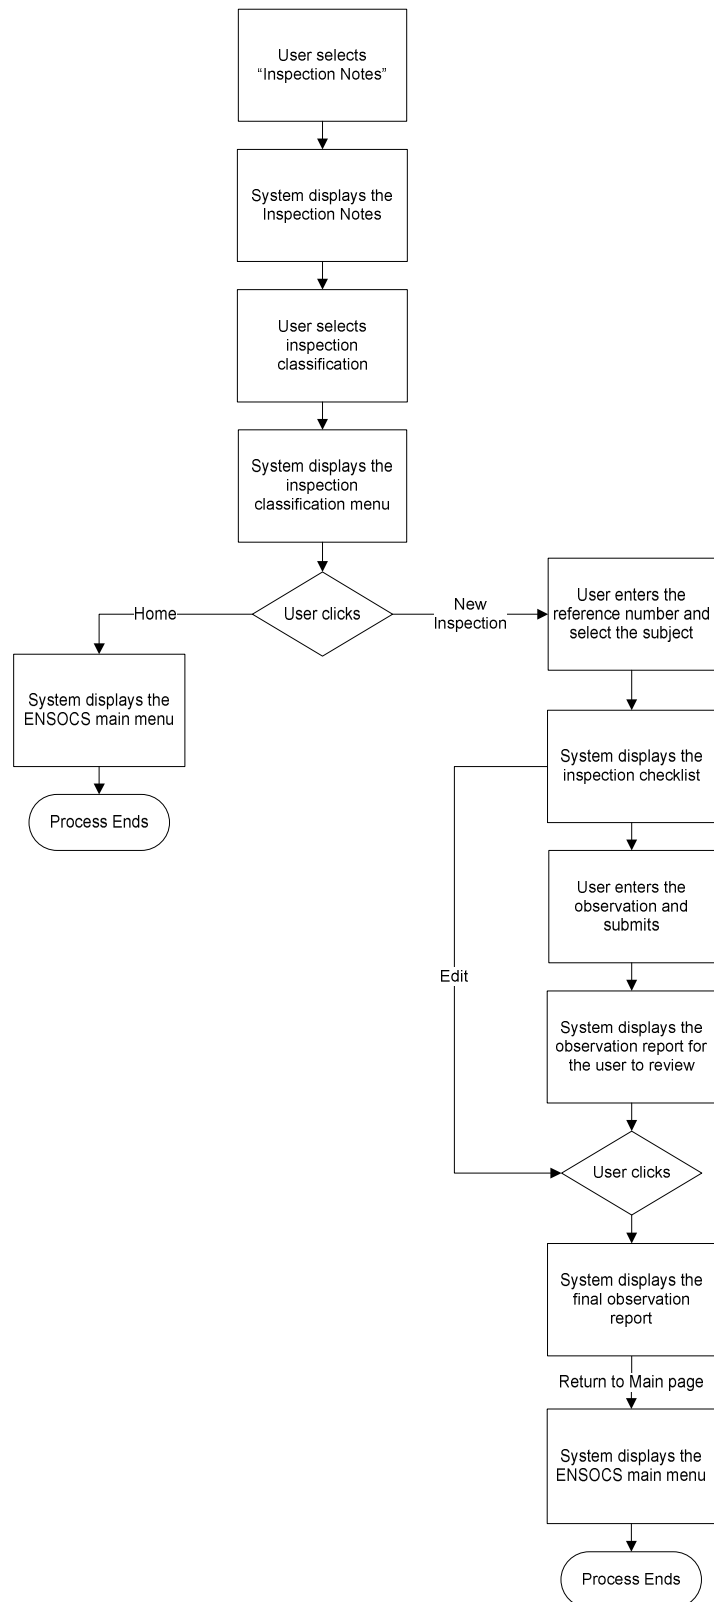 User selects
“Inspection Notes”
System displays the
Inspection Notes
User selects
inspection
classification
System displays the
inspection
classification menu
User clicks
Home
New
Inspection
System displays the
ENSOCS main menu
Process Ends
User enters the
reference number and
select the subject
System displays the
inspection checklist
User enters the
observation and
submits
Edit
System displays the
observation report for
the user to review
User clicks
System displays the
final observation
report
Return to Main page
System displays the
ENSOCS main menu
Process Ends